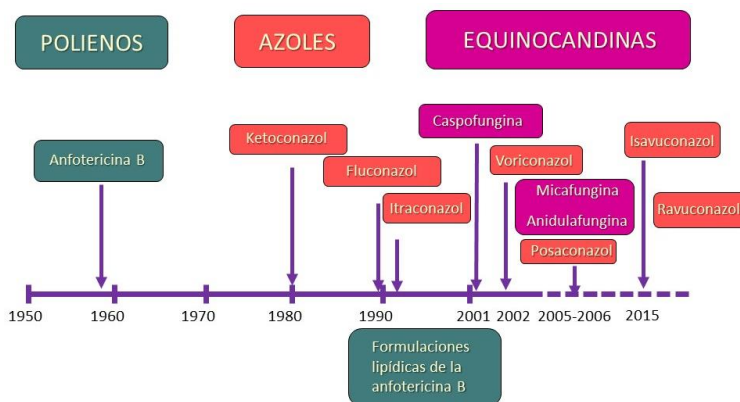 POLIENOS
AZOLES
EQUINOCANDINAS
Anfotericina B
Ketoconazol
Fluconazol
Itraconazol
Caspofungina
Voriconazol
Micafungina
Anidulafungina
Posaconazol
Isavuconazol
Ravuconazol
1950
1960
1970
1980
1990
2001
2002
2005-2006
2015
Formulaciones
lipídicas de la
anfotericina B